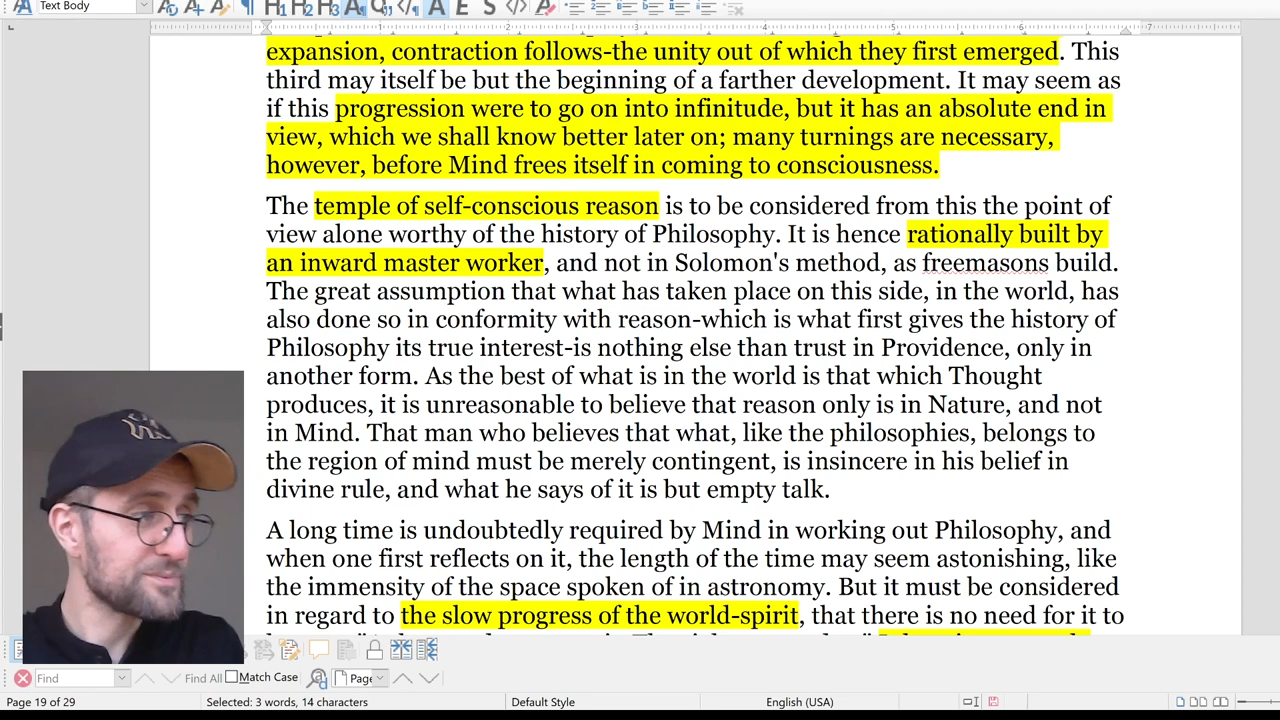 Text Body
expansion, contraction follows-the unity out of which they first emerged. This
third may itself be but the beginning of a farther development. It may seem as
if this progression were to go on into infinitude, but it has an absolute end in
view, which we shall know better later on; many turnings are necessary,
however, before Mind frees itself in coming to consciousness.
The temple of self-conscious reason is to be considered from this the point of
view alone worthy of the history of Philosophy. It is hence rationally built by
an inward master worker, and not in Solomon's method, as freemasons build.
The great assumption that what has taken place on this side, in the world, has
also done so in conformity with reason-which is what first gives the history of
Philosophy its true interest-is nothing else than trust in Providence, only in
another form. As the best of what is in the world is that which Thought
produces, it is unreasonable to believe that reason only is in Nature, and not
in Mind. That man who believes that what, like the philosophies, belongs to
the region of mind must be merely contingent, is insincere in his belief in
divine rule, and what he says of it is but empty talk.
A long time is undoubtedly required by Mind in working out Philosophy, and
when one first reflects on it, the length of the time may seem astonishing, like
the immensity of the space spoken of in astronomy. But it must be considered
in regard to the slow progress of the world-spirit, that there is no need for it to
Find Find All Match Case Page
Page 19 of 29 Selected: 3 words, 14 characters Default Style English (USA)